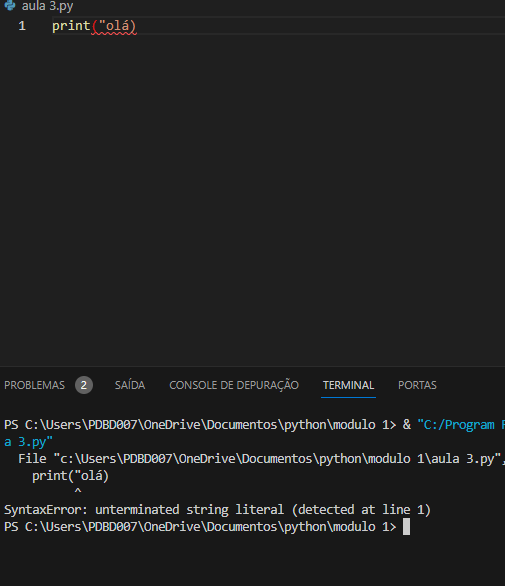 aula 3.py
1 print("olá)
PROBLEMAS 2 SAÍDA CONSOLE DE DEPURAÇÃO TERMINAL PORTAS
PS C:\Users\PDBD007\OneDrive\Documentos\python\modulo 1> & "C:/Program
a 3.py"
File "c:\Users\PDBD007\OneDrive\Documentos\python\modulo 1\aula 3.py",
print("olá)
^
SyntaxError: unterminated string literal (detected at line 1)
PS C:\Users\PDBD007\OneDrive\Documentos\python\modulo 1>